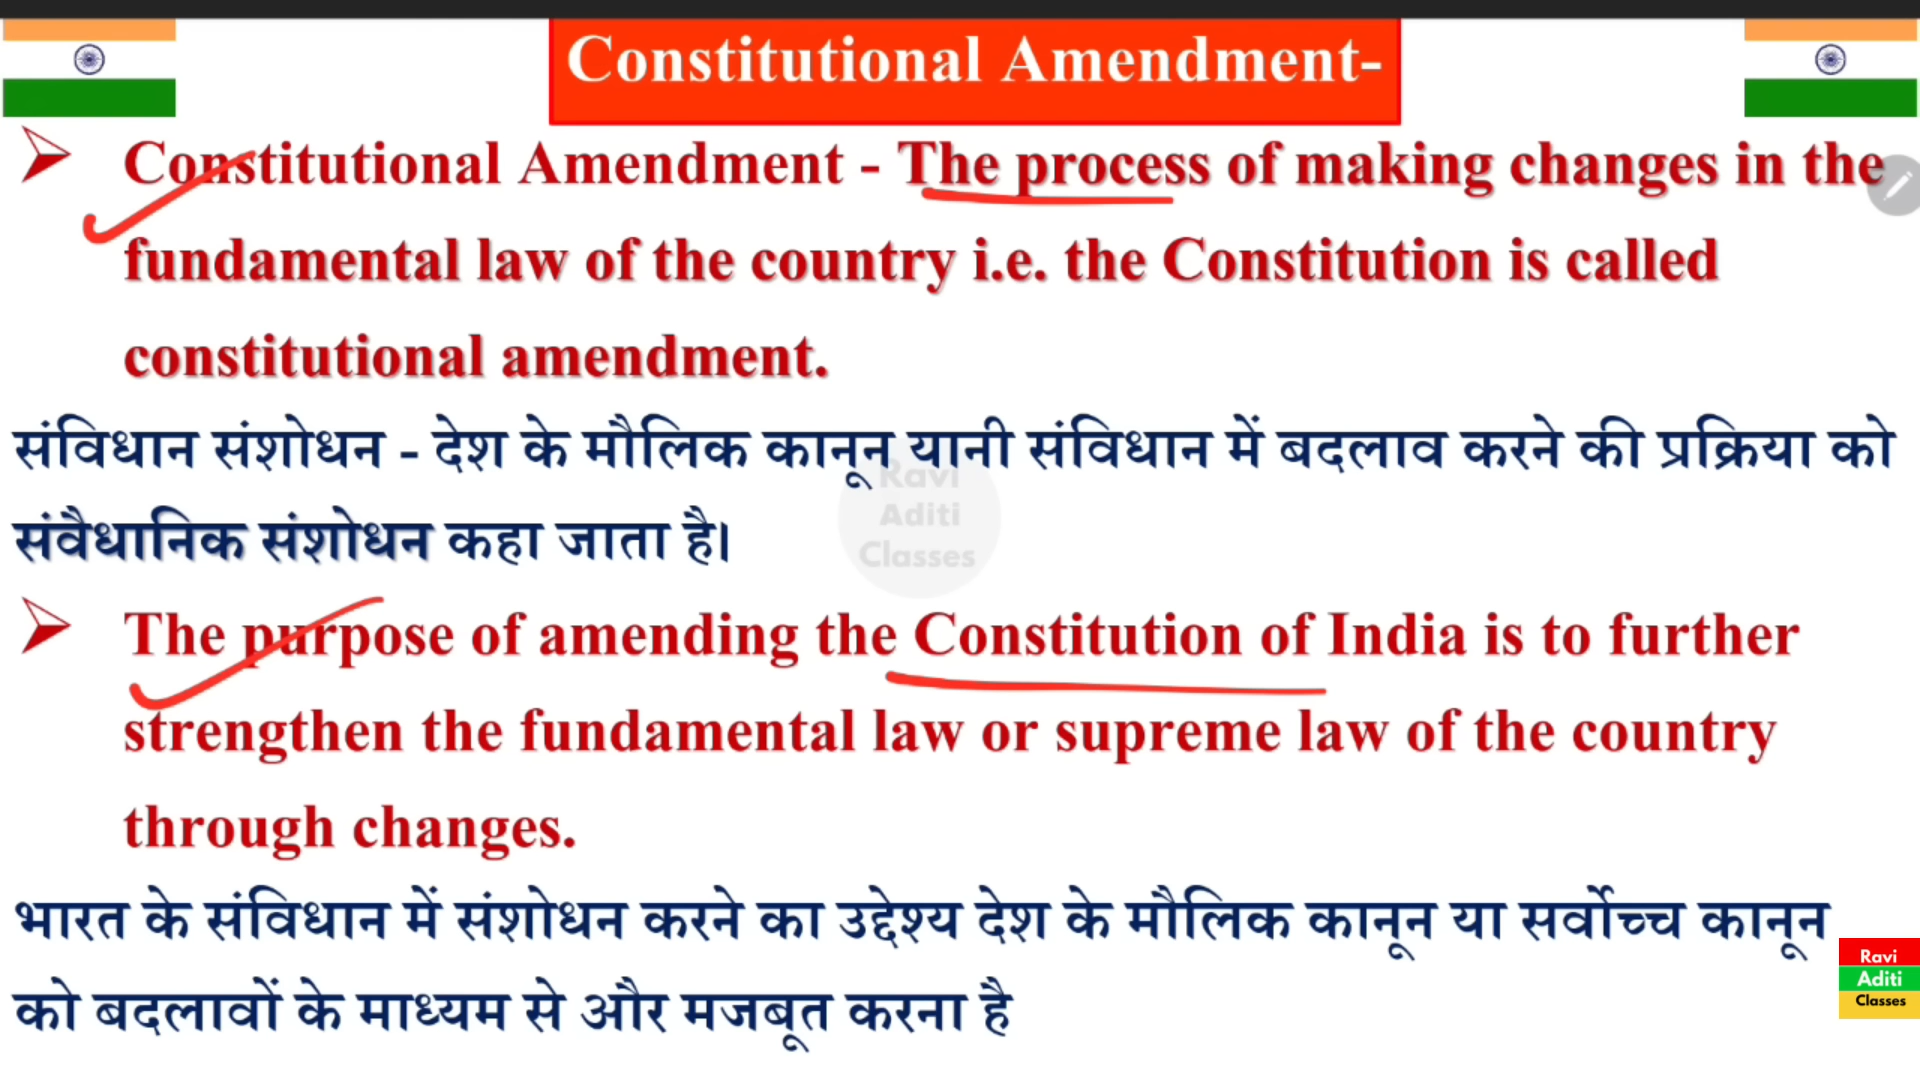 Constitutional Amendment-
Constitutional Amendment - The process of making changes in the
fundamental law of the country i.e. the Constitution is called
constitutional amendment.
संविधान संशोधन - देश के मौलिक कानून यानी संविधान में बदलाव करने की प्रक्रिया को
संवैधानिक संशोधन कहा जाता है।
Ravi
Aditi
Classes
The purpose of amending the Constitution of India is to further
strengthen the fundamental law or supreme law of the country
through changes.
भारत के संविधान में संशोधन करने का उद्देश्य देश के मौलिक कानून या सर्वोच्च कानून
को बदलावों के माध्यम से और मजबूत करना है
Ravi
Aditi
Classes